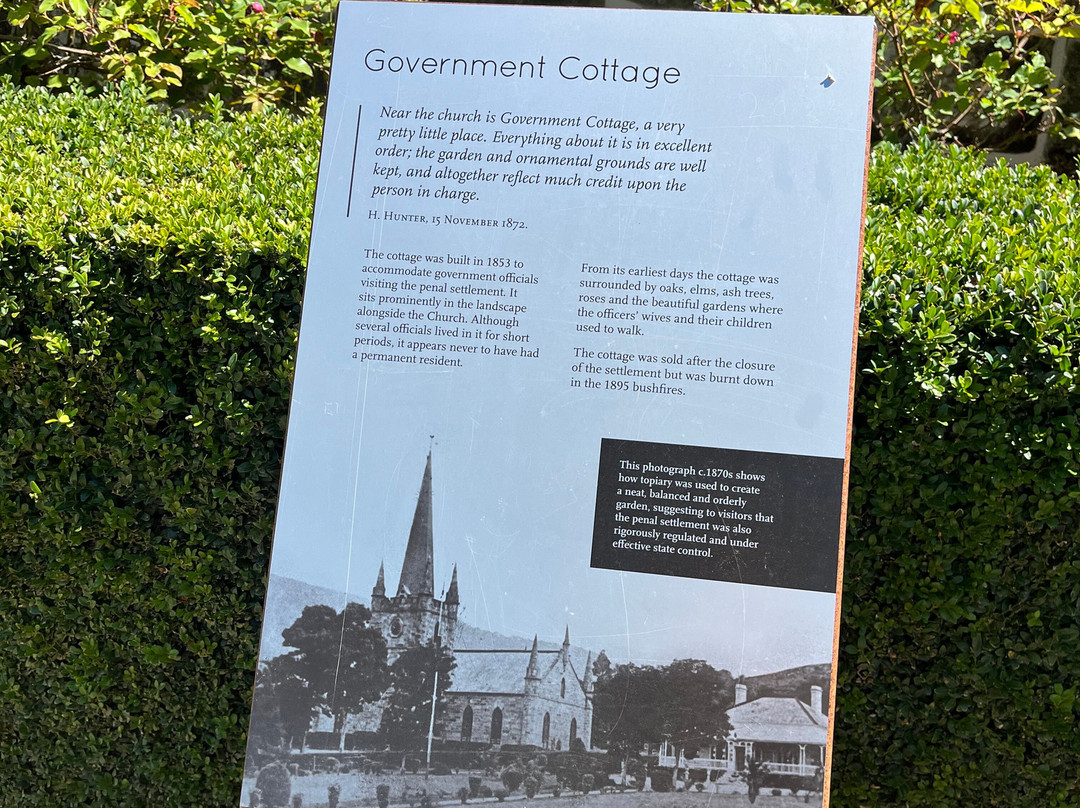 Government Cottage
Near the church is Government Cottage, a very
pretty little place. Everything about it is in excellent
order; the garden and ornamental grounds are well
kept, and altogether reflect much credit upon the
person in charge.
H. Hunter, 15 November 1872.
The cottage was built in 1853 to
accommodate government officials
visiting the penal settlement. It
sits prominently in the landscape
alongside the Church. Although
several officials lived in it for short
periods, it appears never to have had
a permanent resident.
From its earliest days the cottage was
surrounded by oaks, elms, ash trees,
roses and the beautiful gardens where
the officers' wives and their children
used to walk.
The cottage was sold after the closure
of the settlement but was burnt down
in the 1895 bushfires.
This photograph c.1870s shows
how topiary was used to create
a neat, balanced and orderly
garden, suggesting to visitors that
the penal settlement was also
rigorously regulated and under
effective state control.